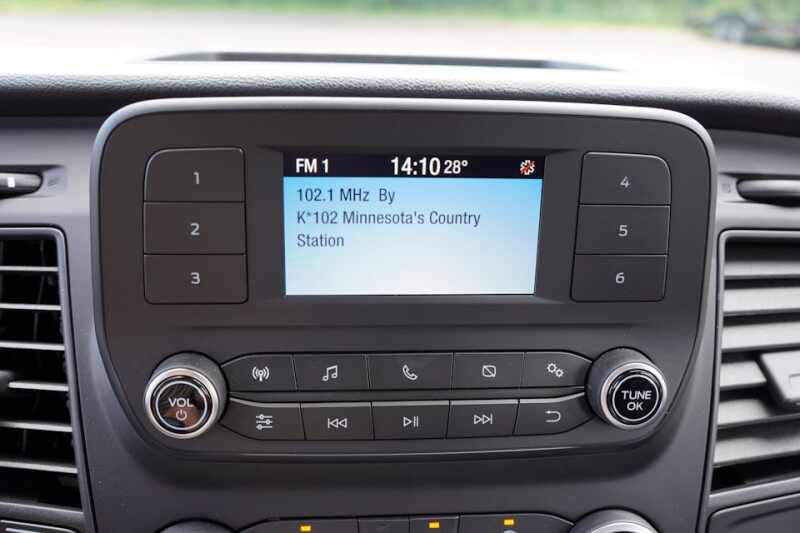 FM 1 14:10 28°
102.1 MHz By
K*102 Minnesota's Country
Station
1
2
3
4
5
6
VOL
TUNE
OK